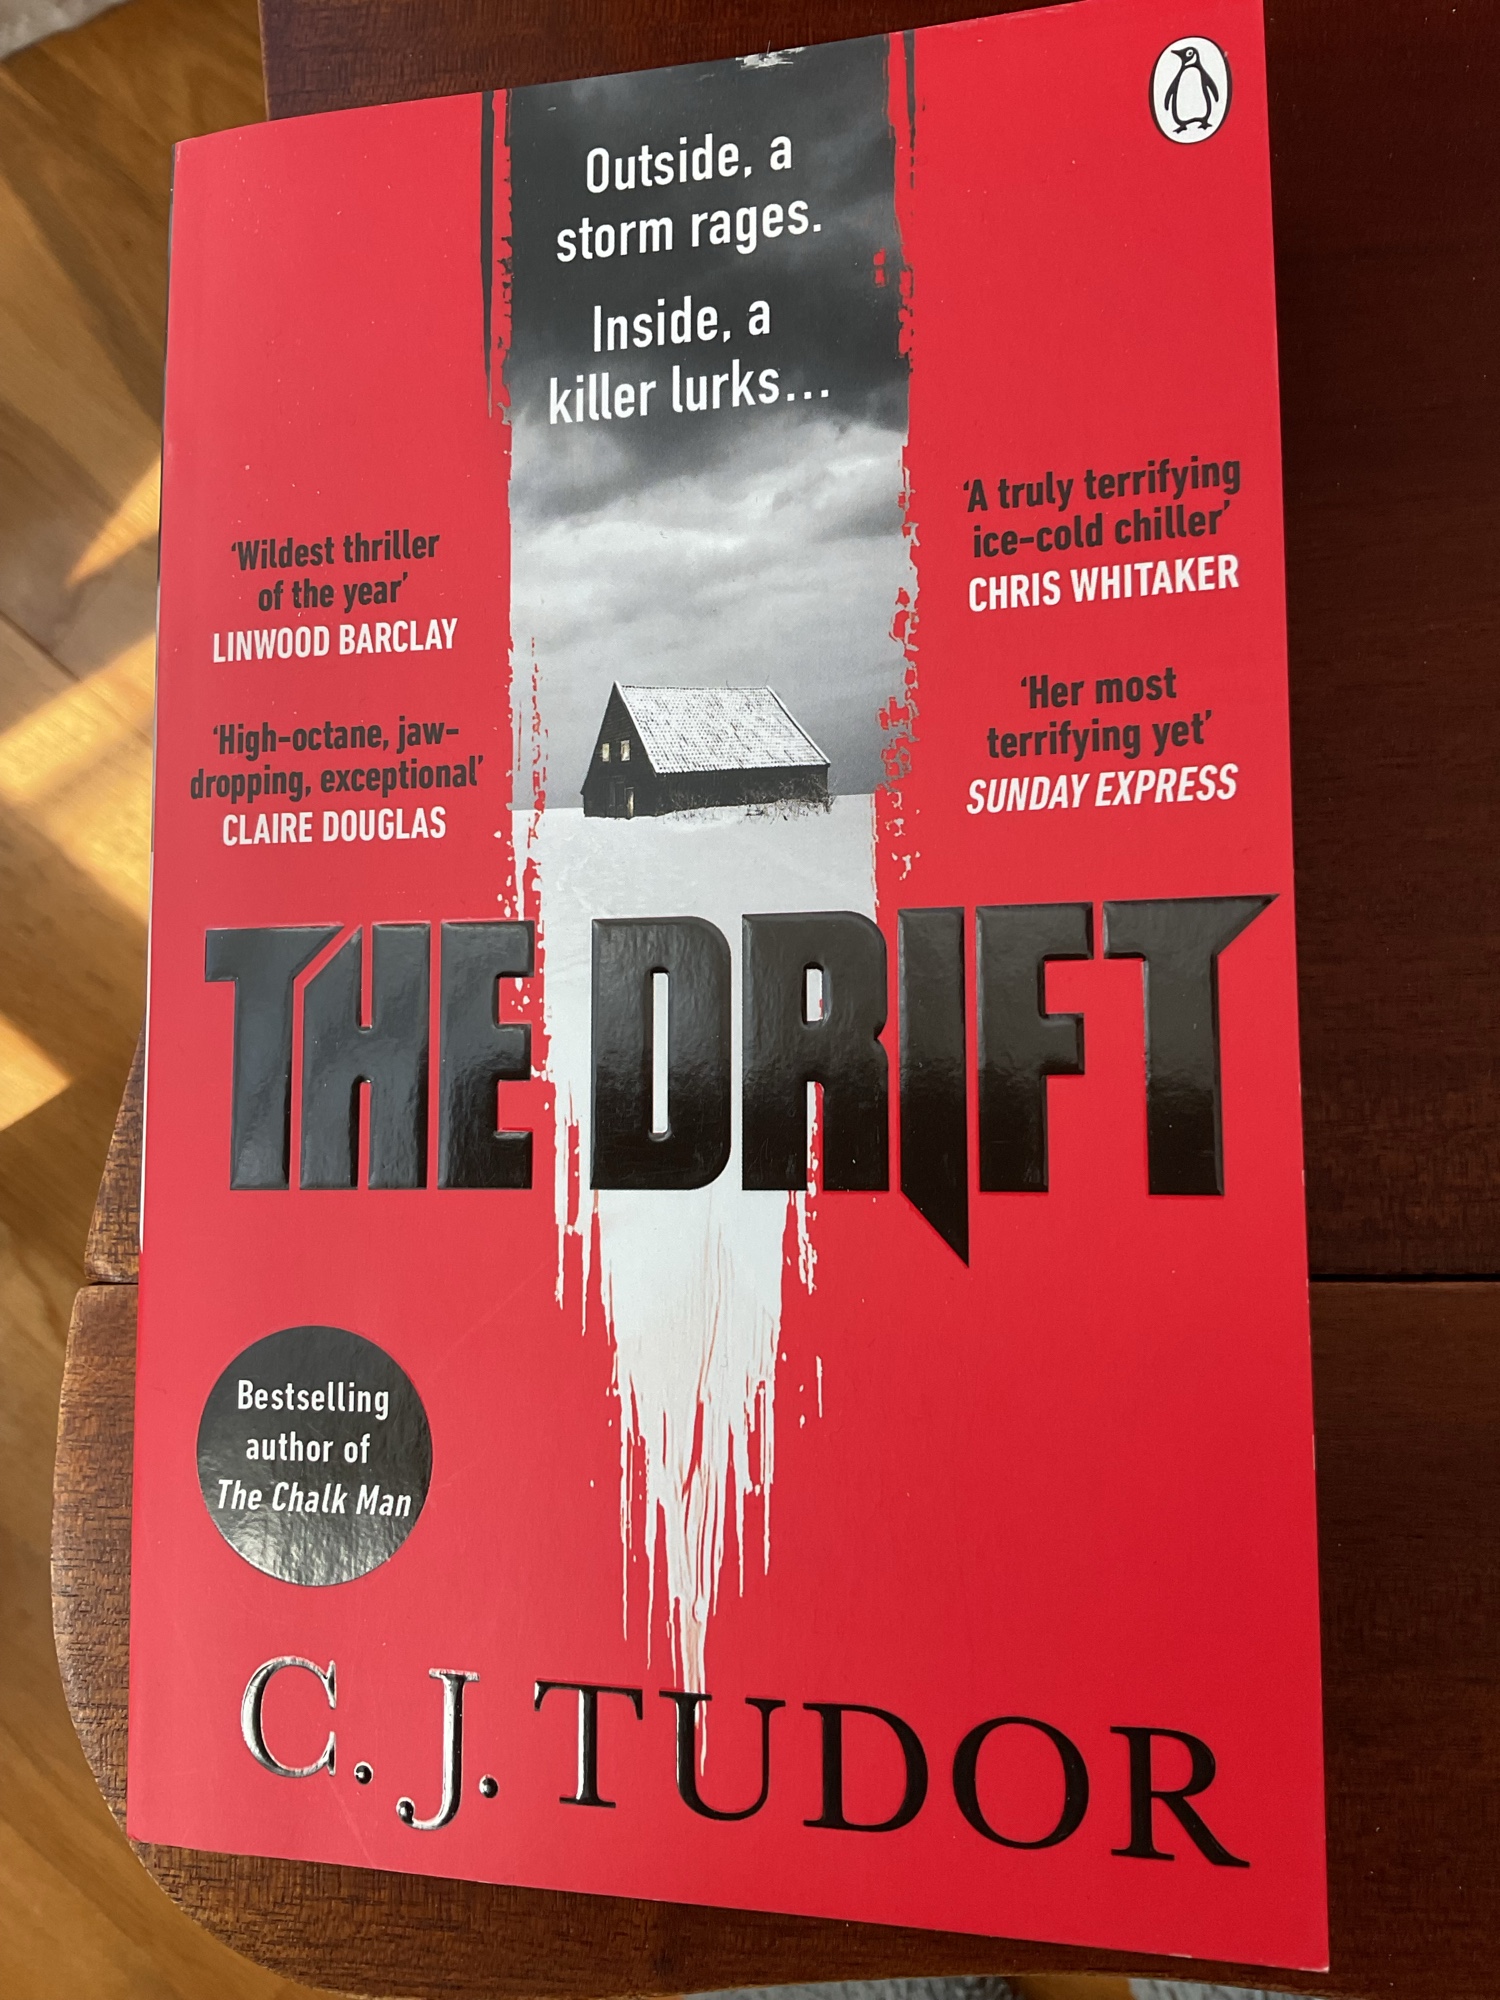 Outside, a
storm rages.
Inside, a
killer lurks...
‘Wildest thriller
of the year’
LINWOOD BARCLAY
‘High-octane, jaw-
dropping, exceptional’
CLAIRE DOUGLAS
‘A truly terrifying
ice-cold chiller’
CHRIS WHITAKER
‘Her most
terrifying yet’
SUNDAY EXPRESS
THE DRIFT
Bestselling
author of
The Chalk Man
C. J. TUDOR